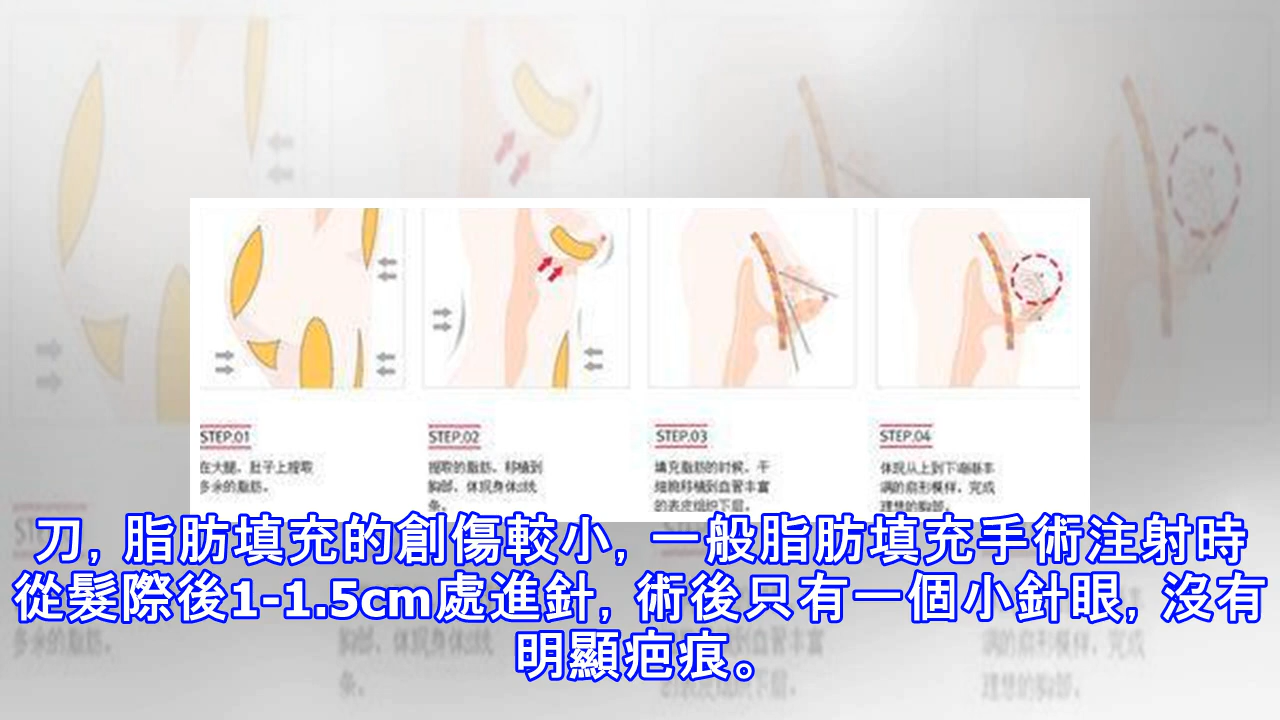 STEP.01
在大腿、肚子上提取
多余的脂肪。
STEP.02
提取的脂肪、移植到
胸部、体现身体s线
条。
STEP.03
填充脂肪的时候、干
细胞移植到血管丰富
的表皮组织下层。
STEP.04
体现从上到下渐渐丰
满的扇形模样、完成
理想的胸部。
刀, 脂肪填充的創傷較小, 一般脂肪填充手術注射時
從髮際後1-1.5cm處進針, 術後只有一個小針眼, 沒有
明顯疤痕。